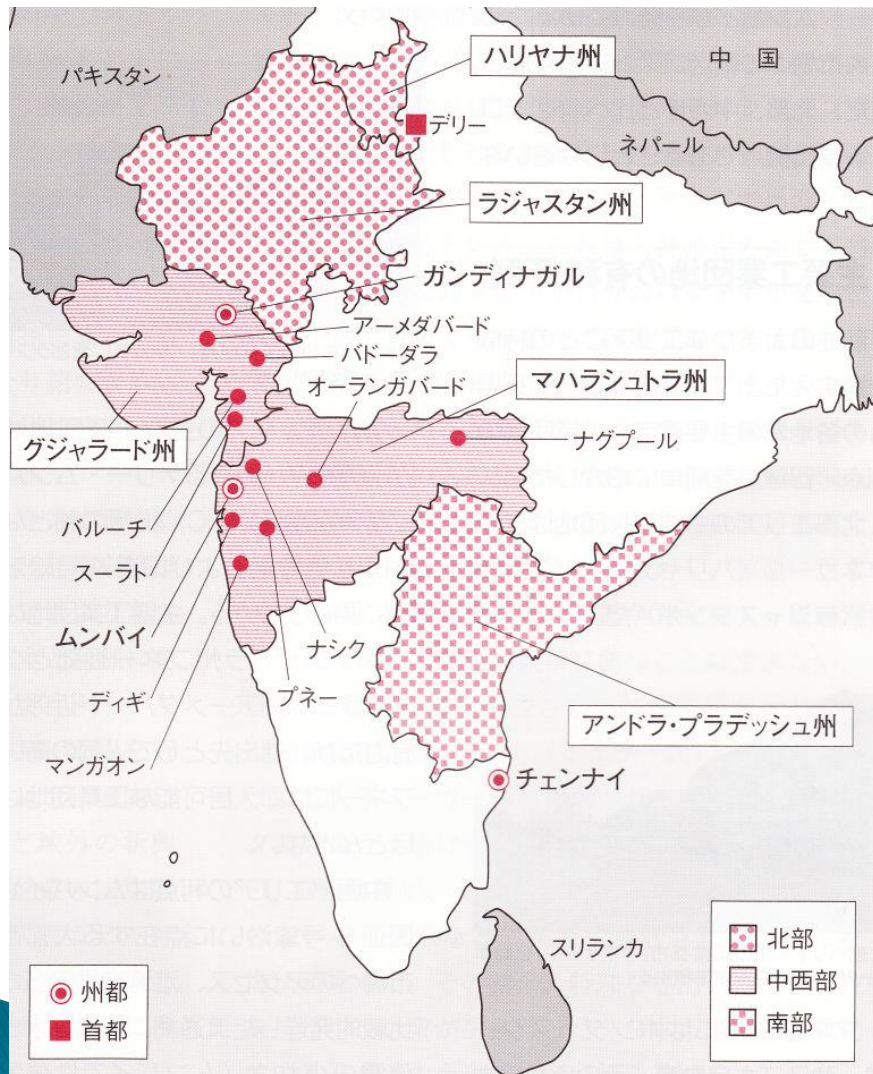 パキスタン
ハリヤナ州
中 国
デリー
ネパール
ラジャスタン州
ガンディナガル
アーメダバード
バドーダラ
オーランガバード
マハラシュトラ州
グジャラード州
ナグプール
バルーチ
スーラト
ムンバイ
ナシク
ディギ
プネー
アンドラ・プラデッシュ州
マンガオン
チェンナイ
スリランカ
州都
首都
北部
中西部
南部